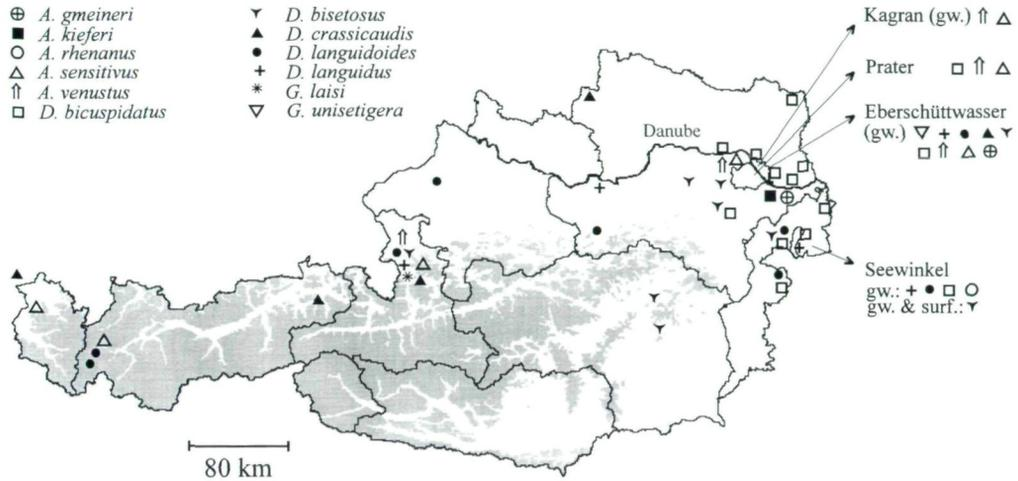 A. gmeineri
A. kieferi
A. rhenanus
A. sensitivus
A. venustus
D. bicuspidatus
D. bisetosus
D. crassicaudis
D. languidoides
D. languidus
G. laisi
G. unisetigera
Kagran (gw.)
Prater
Eberschüttwasser
(gw.)
Danube
Seewinkel
gw.:
gw. & surf.:
80 km